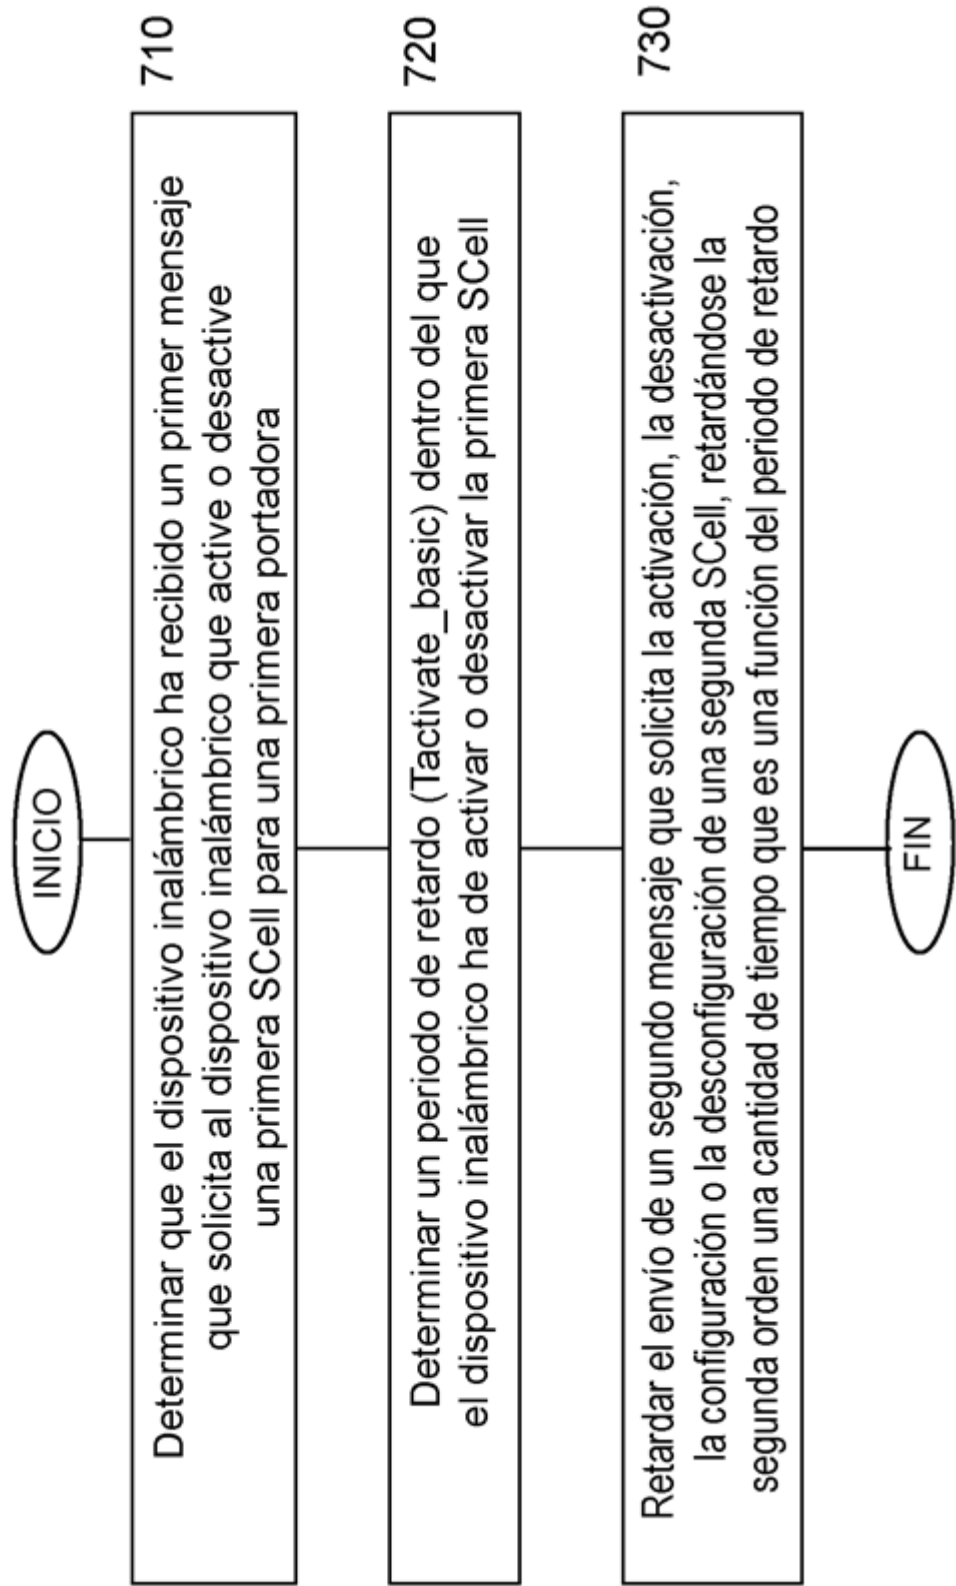 INICIO
710
Determinar que el dispositivo inalámbrico ha recibido un primer mensaje
que solicita al dispositivo inalámbrico que active o desactive
una primera SCell para una primera portadora
720
Determinar un periodo de retardo (Tactivate_basic) dentro del que
el dispositivo inalámbrico ha de activar o desactivar la primera SCell
730
Retardar el envío de un segundo mensaje que solicita la activación, la desactivación,
la configuración o la desconfiguración de una segunda SCell, retardándose la
segunda orden una cantidad de tiempo que es una función del periodo de retardo
FIN